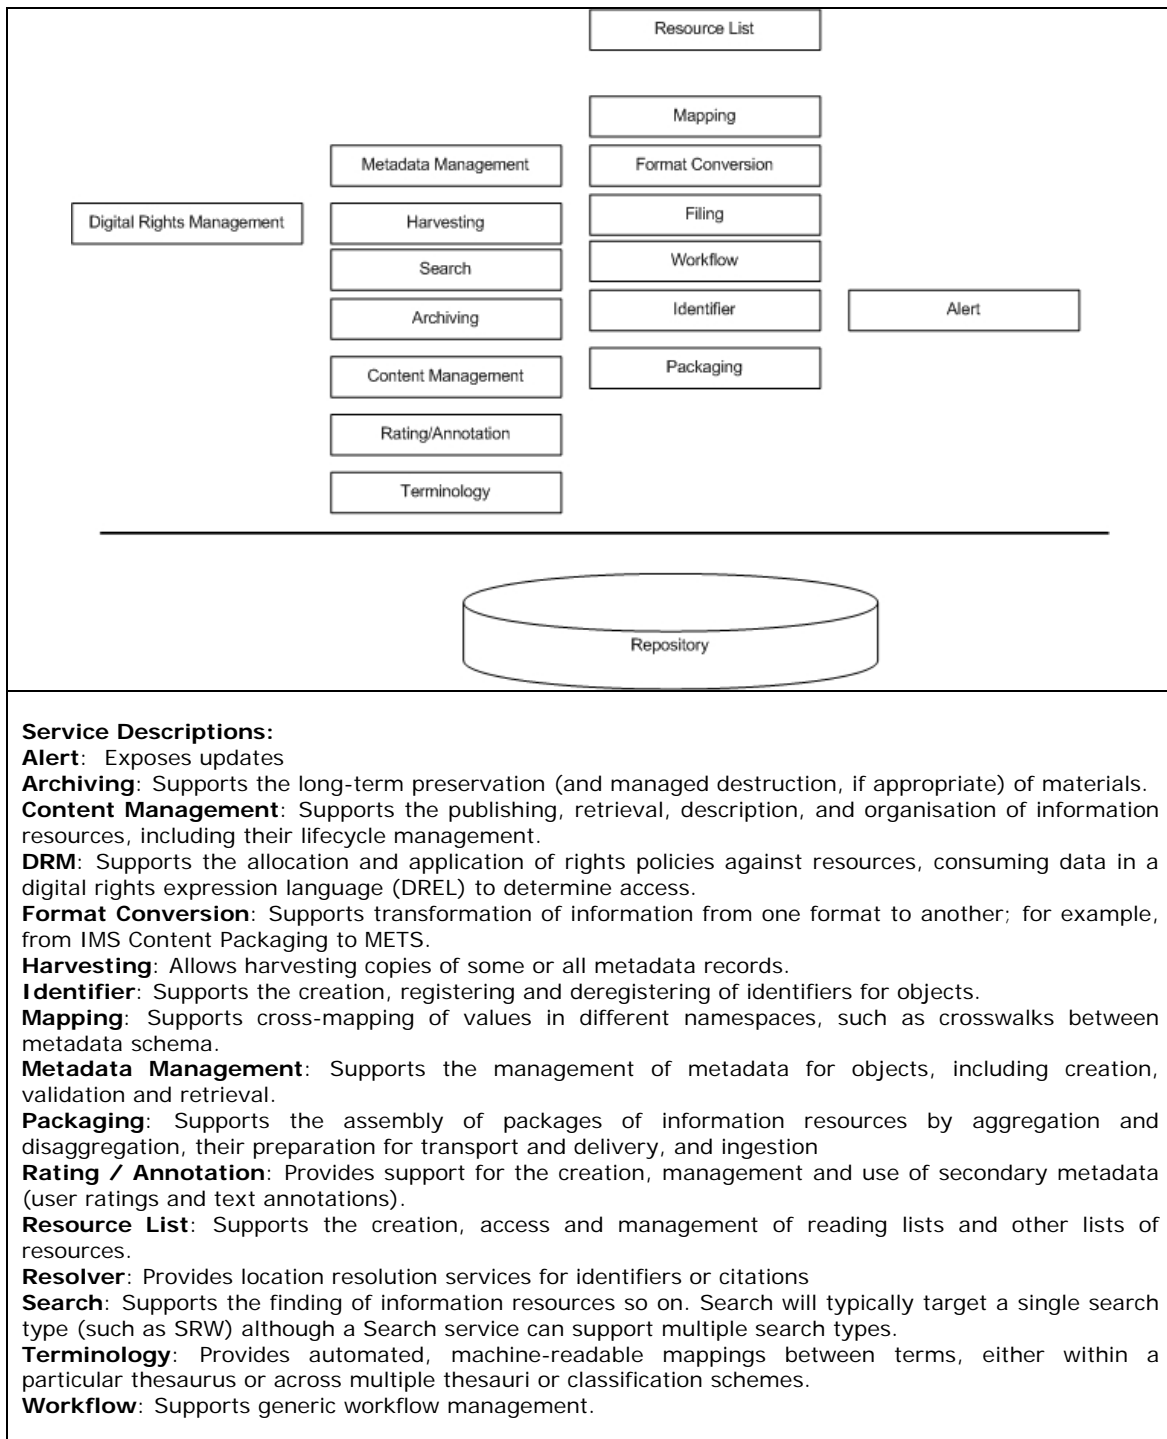 Resource List
Mapping
Metadata Management
Format Conversion
Digital Rights Management
Harvesting
Filing
Search
Workflow
Archiving
Identifier
Alert
Content Management
Packaging
Rating/Annotation
Terminology
Repository
Service Descriptions:
Alert:  Exposes updates
Archiving: Supports the long-term preservation (and managed destruction, if appropriate) of materials.
Content Management: Supports the publishing, retrieval, description, and organisation of information
resources, including their lifecycle management.
DRM: Supports the allocation and application of rights policies against resources, consuming data in a
digital rights expression language (DREL) to determine access.
Format Conversion: Supports transformation of information from one format to another; for example,
from IMS Content Packaging to METS.
Harvesting: Allows harvesting copies of some or all metadata records.
Identifier: Supports the creation, registering and deregistering of identifiers for objects.
Mapping: Supports cross-mapping of values in different namespaces, such as crosswalks between
metadata schema.
Metadata Management: Supports the management of metadata for objects, including creation,
validation and retrieval.
Packaging: Supports the assembly of packages of information resources by aggregation and
disaggregation, their preparation for transport and delivery, and ingestion
Rating / Annotation: Provides support for the creation, management and use of secondary metadata
(user ratings and text annotations).
Resource List: Supports the creation, access and management of reading lists and other lists of
resources.
Resolver: Provides location resolution services for identifiers or citations
Search: Supports the finding of information resources so on. Search will typically target a single search
type (such as SRW) although a Search service can support multiple search types.
Terminology: Provides automated, machine-readable mappings between terms, either within a
particular thesaurus or across multiple thesauri or classification schemes.
Workflow: Supports generic workflow management.